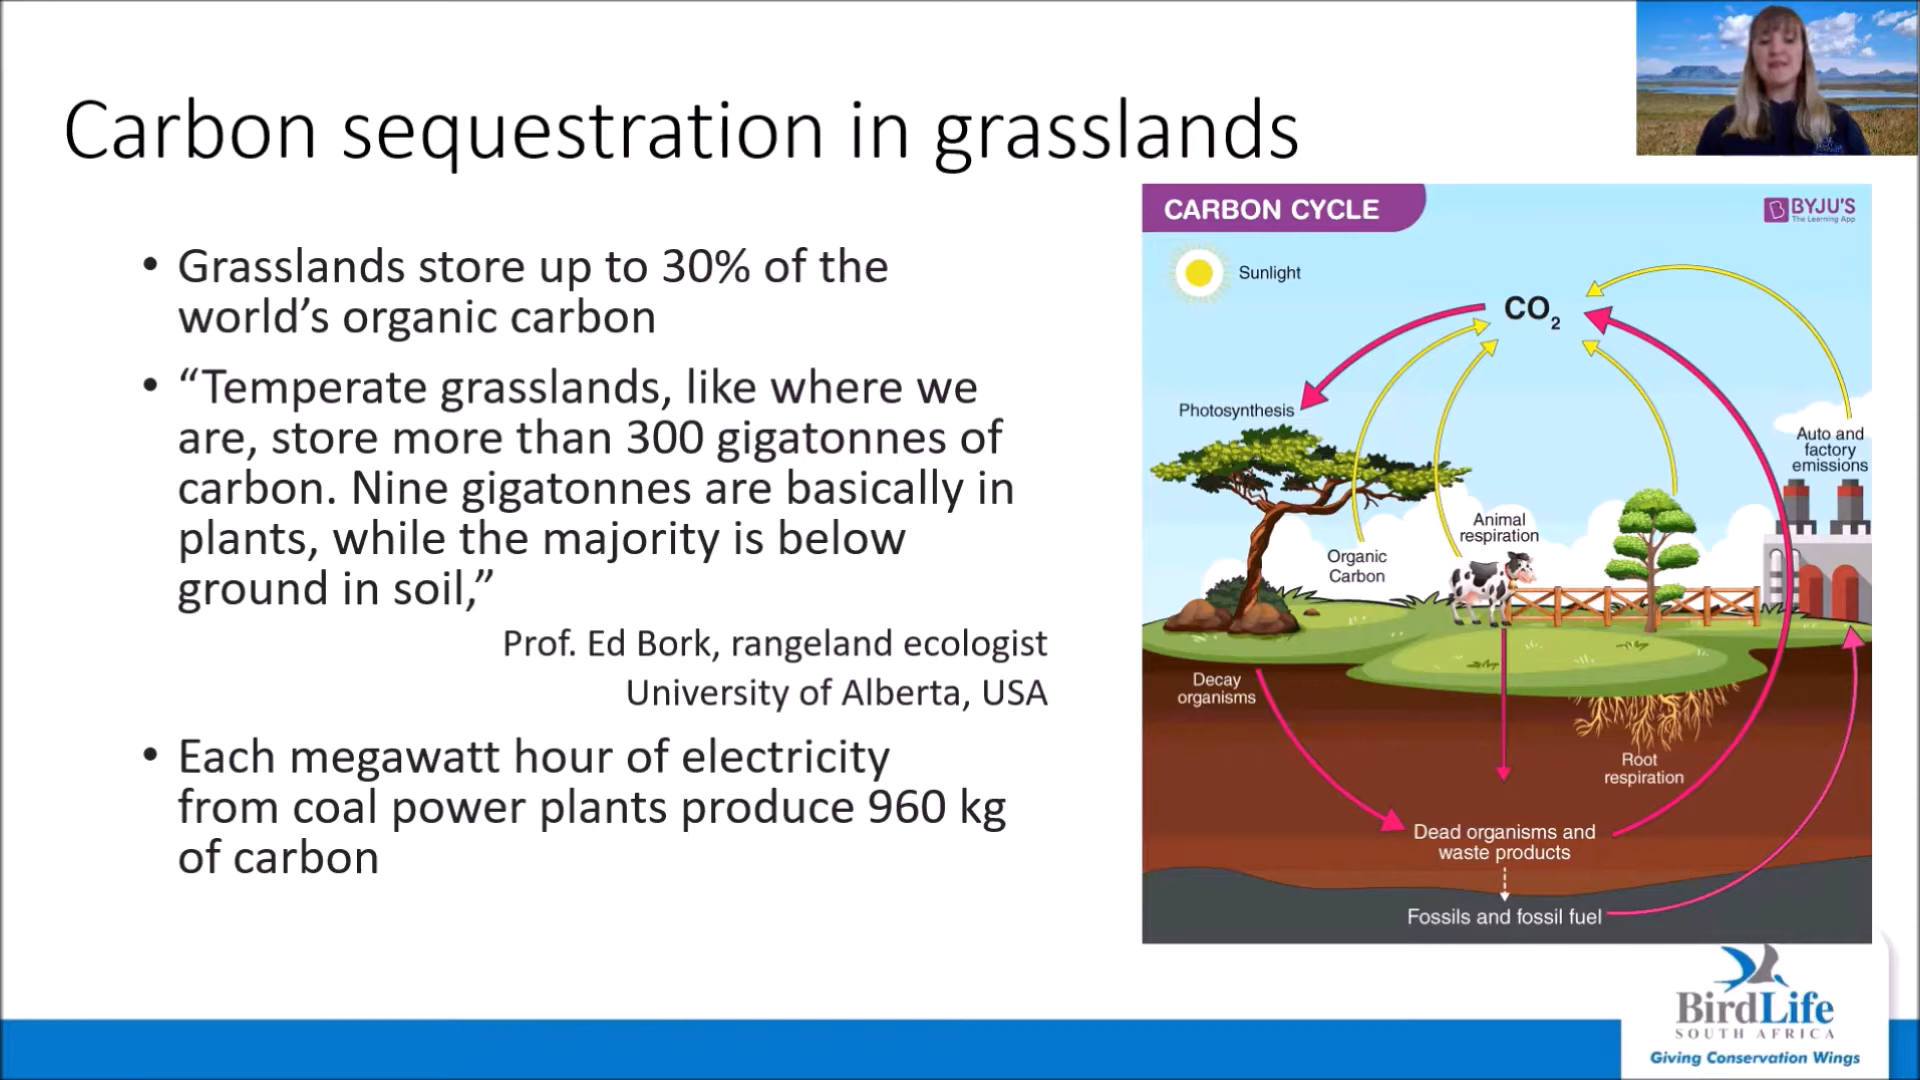 Carbon sequestration in grasslands
• Grasslands store up to 30% of the
world's organic carbon
• “Temperate grasslands, like where we
are, store more than 300 gigatonnes of
carbon. Nine gigatonnes are basically in
plants, while the majority is below
ground in soil,”
Prof. Ed Bork, rangeland ecologist
University of Alberta, USA
• Each megawatt hour of electricity
from coal power plants produce 960 kg
of carbon
CARBON CYCLE
BYJU'S
The Learning App
Sunlight
CO2
Photosynthesis
Auto and
factory
emissions
Animal
respiration
Organic
Carbon
Decay
organisms
Root
respiration
Dead organisms and
waste products
Fossils and fossil fuel
BirdLife
SOUTH AFRICA
Giving Conservation Wings